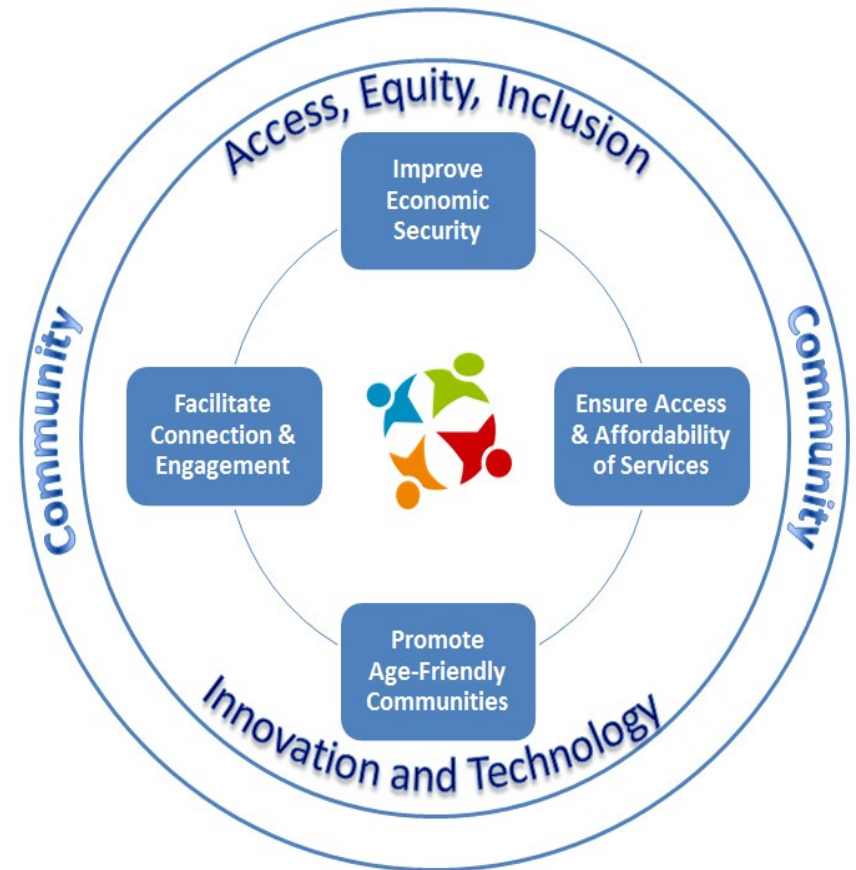 Access, Equity, Inclusion
Improve
Economic
Security
Community
Facilitate
Connection &
Engagement
Ensure Access
& Affordability
of Services
Community
Promote
Age-Friendly
Communities
Innovation and Technology